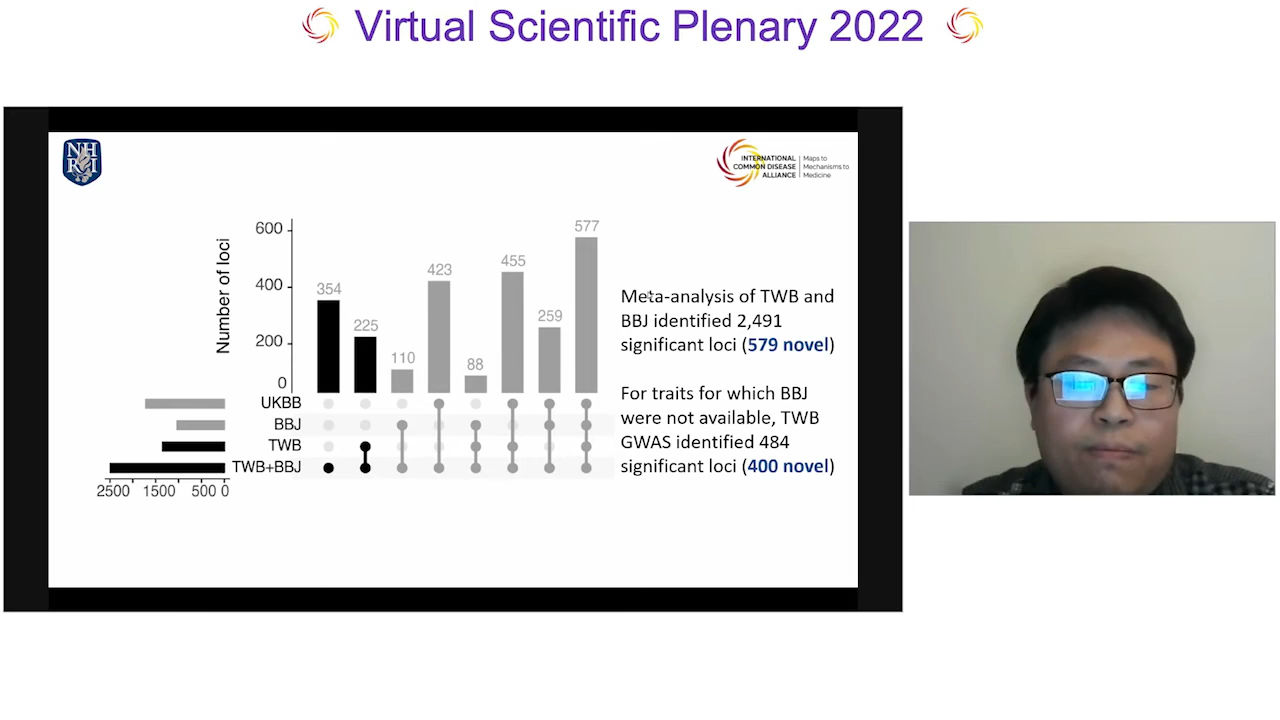 Virtual Scientific Plenary 2022
NH
RI
INTERNATIONAL
COMMON DISEASE
ALLIANCE
Maps to
Mechanisms to
Medicine
Number of loci
600
400
200
0
354
225
110
423
88
455
259
577
UKBB
BBJ
TWB
TWB+BBJ
2500 1500 500 0
Meta-analysis of TWB and
BBJ identified 2,491
significant loci (579 novel)
For traits for which BBJ
were not available, TWB
GWAS identified 484
significant loci (400 novel)